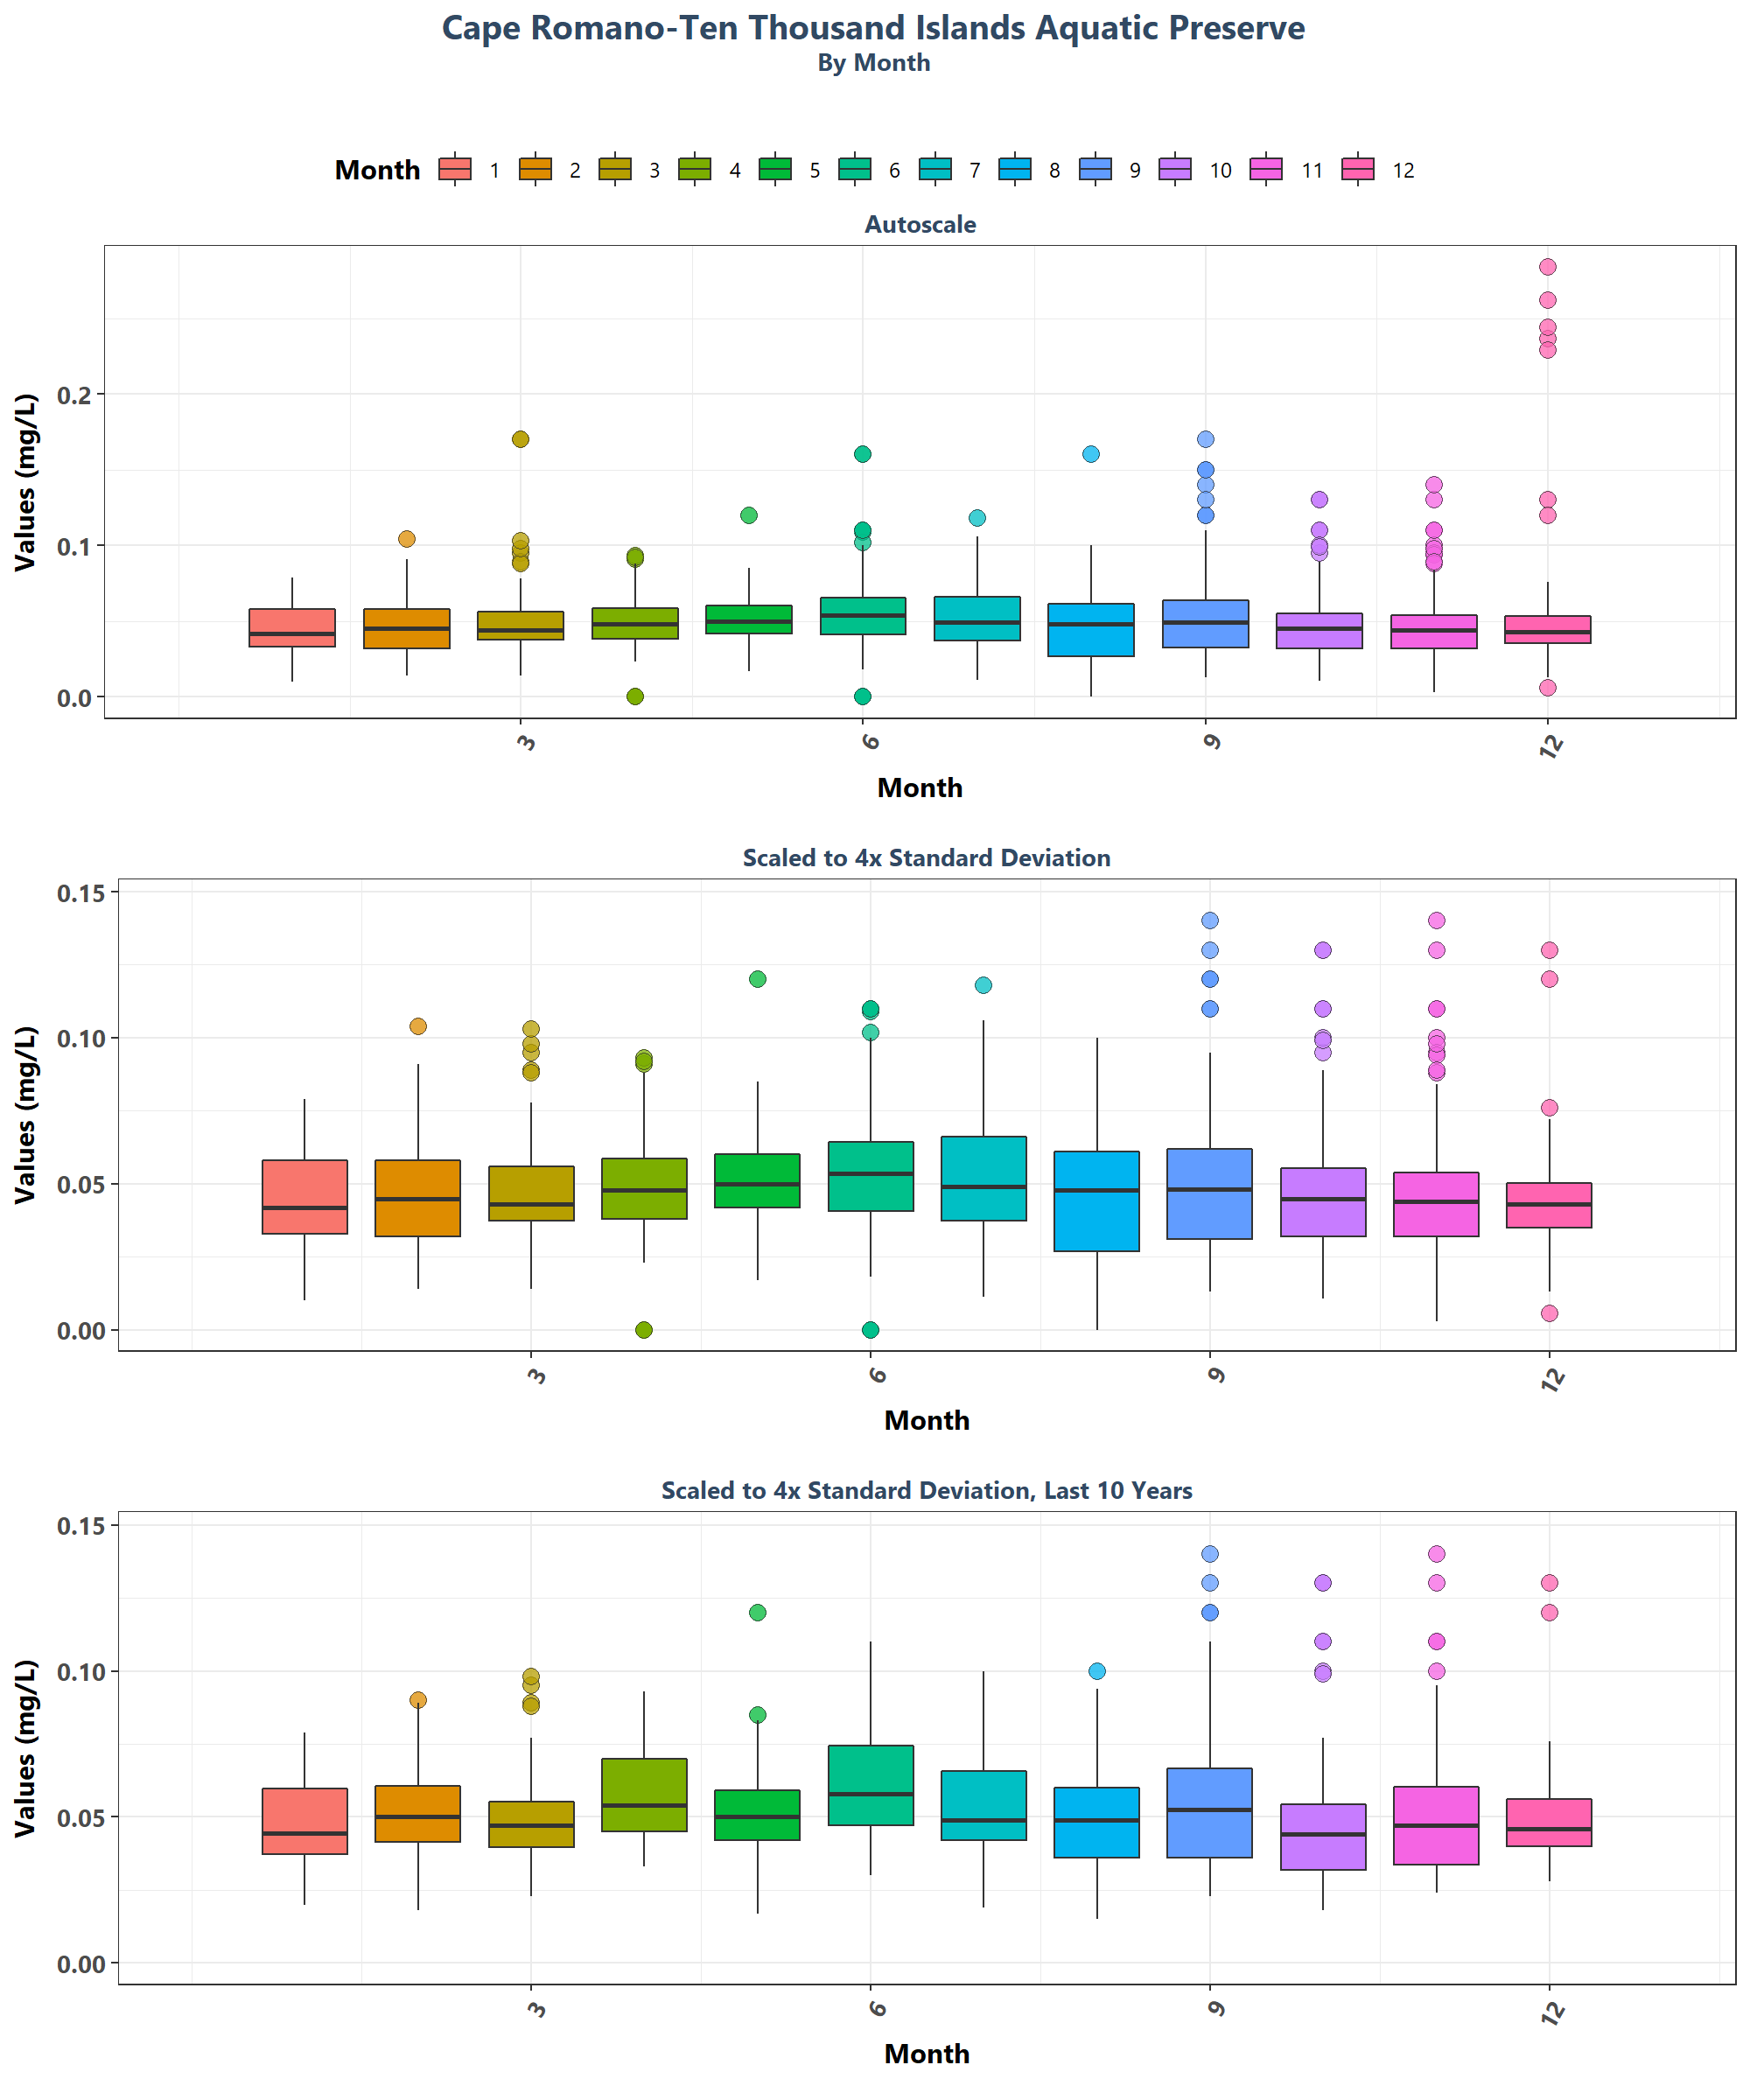 Cape Romano-Ten Thousand Islands Aquatic Preserve
By Month
Month 1 2 3 4 5 6 7 8 9 10 11 12
Autoscale
Values (mg/L)
0.2
0.1
0.0
3 6 9 12
Month
Scaled to 4x Standard Deviation
Values (mg/L)
0.15
0.10
0.05
0.00
3 6 9 12
Month
Scaled to 4x Standard Deviation, Last 10 Years
Values (mg/L)
0.15
0.10
0.05
0.00
3 6 9 12
Month